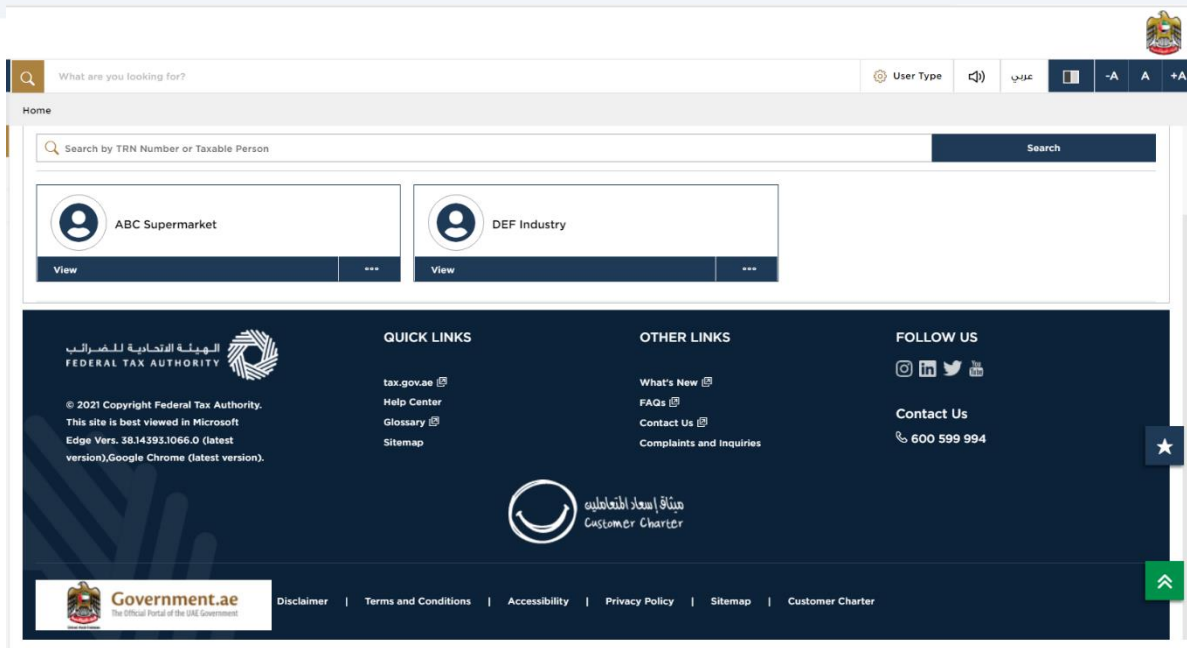 What are you looking for?
User Type
عربي
-A
A
+A
Home
Search by TRN Number or Taxable Person
Search
ABC Supermarket
View
DEF Industry
View
الهيئة الاتحادية للضرائب
FEDERAL TAX AUTHORITY
© 2021 Copyright Federal Tax Authority.
This site is best viewed in Microsoft
Edge Vers. 38.14393.1066.0 (latest
version),Google Chrome (latest version).
QUICK LINKS
tax.gov.ae
Help Center
Glossary
Sitemap
OTHER LINKS
What's New
FAQs
Contact Us
Complaints and Inquiries
FOLLOW US
You Tube
Contact Us
600 599 994
ميثاق إسعاد المتعاملين
Customer Charter
Government.ae
The Official Portal of the UAE Government
Disclaimer | Terms and Conditions | Accessibility | Privacy Policy | Sitemap | Customer Charter